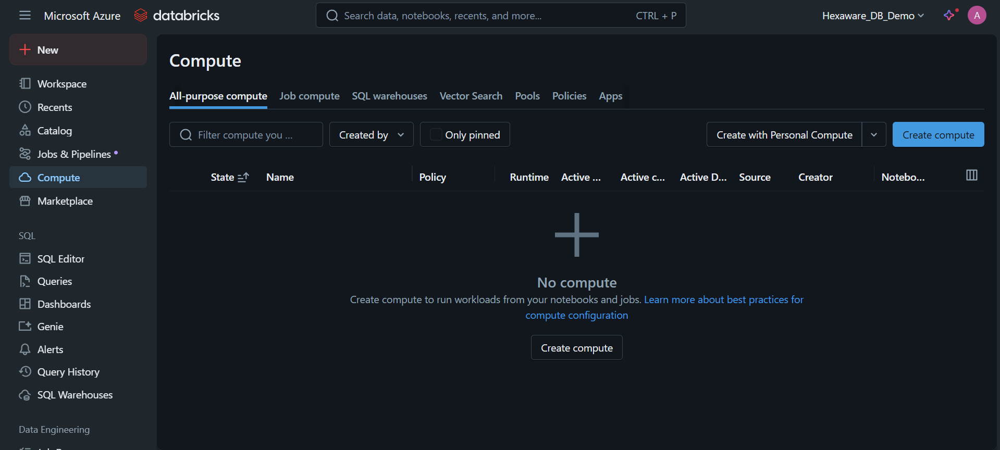 Microsoft Azure databricks
Search data, notebooks, recents, and more... CTRL + P
Hexaware_DB_Demo
A
New
Workspace
Recents
Catalog
Jobs & Pipelines
Compute
Marketplace
SQL
SQL Editor
Queries
Dashboards
Genie
Alerts
Query History
SQL Warehouses
Data Engineering
Compute
All-purpose compute Job compute SQL warehouses Vector Search Pools Policies Apps
Filter compute you ... Created by Only pinned Create with Personal Compute Create compute
State Name Policy Runtime Active ... Active c... Active D... Source Creator Notebo...
No compute
Create compute to run workloads from your notebooks and jobs. Learn more about best practices for
compute configuration
Create compute